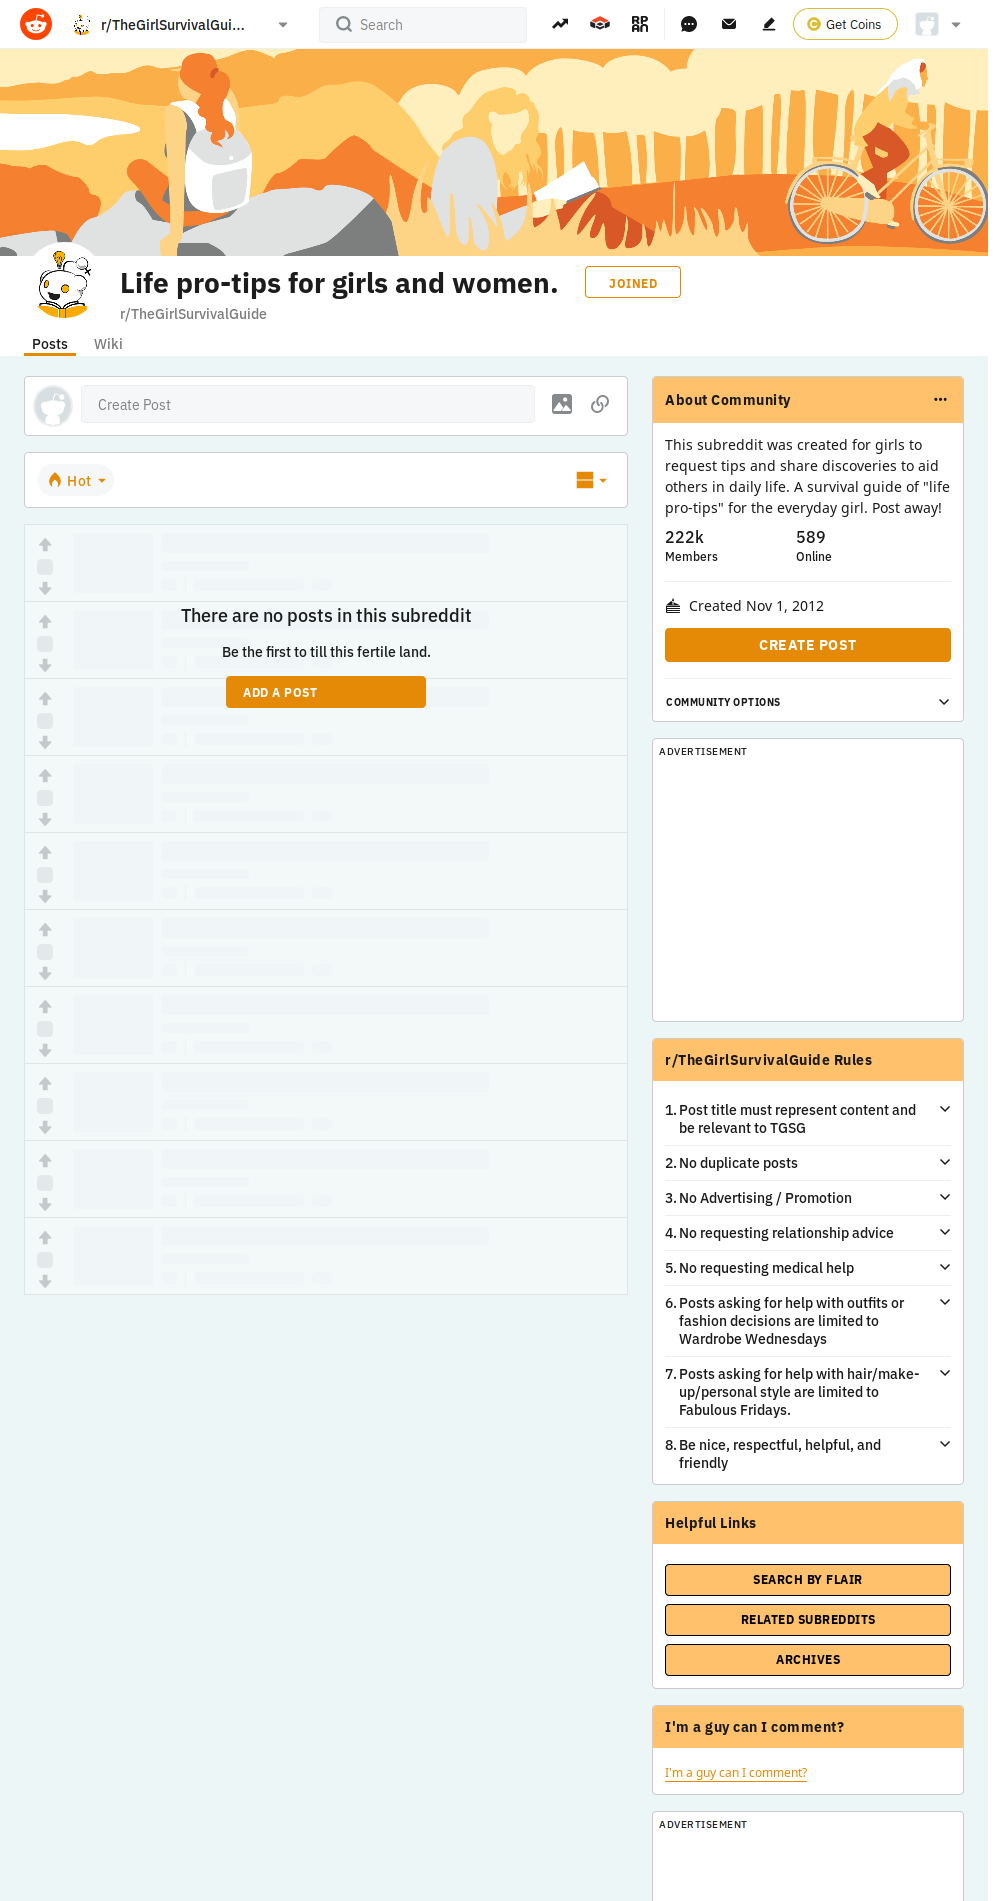 r/TheGirlSurvivalGui...
Search
RPAN
Get Coins
Life pro-tips for girls and women.
JOINED
r/TheGirlSurvivalGuide
Posts
Wiki
Create Post
Hot
There are no posts in this subreddit
Be the first to till this fertile land.
ADD A POST
About Community
This subreddit was created for girls to
request tips and share discoveries to aid
others in daily life. A survival guide of "life
pro-tips" for the everyday girl. Post away!
222k
589
Members
Online
Created Nov 1, 2012
CREATE POST
COMMUNITY OPTIONS
ADVERTISEMENT
r/TheGirlSurvivalGuide Rules
1. Post title must represent content and
be relevant to TGSG
2. No duplicate posts
3. No Advertising / Promotion
4. No requesting relationship advice
5. No requesting medical help
6. Posts asking for help with outfits or
fashion decisions are limited to
Wardrobe Wednesdays
7. Posts asking for help with hair/make-
up/personal style are limited to
Fabulous Fridays.
8. Be nice, respectful, helpful, and
friendly
Helpful Links
SEARCH BY FLAIR
RELATED SUBREDDITS
ARCHIVES
I'm a guy can I comment?
I'm a guy can I comment?
ADVERTISEMENT